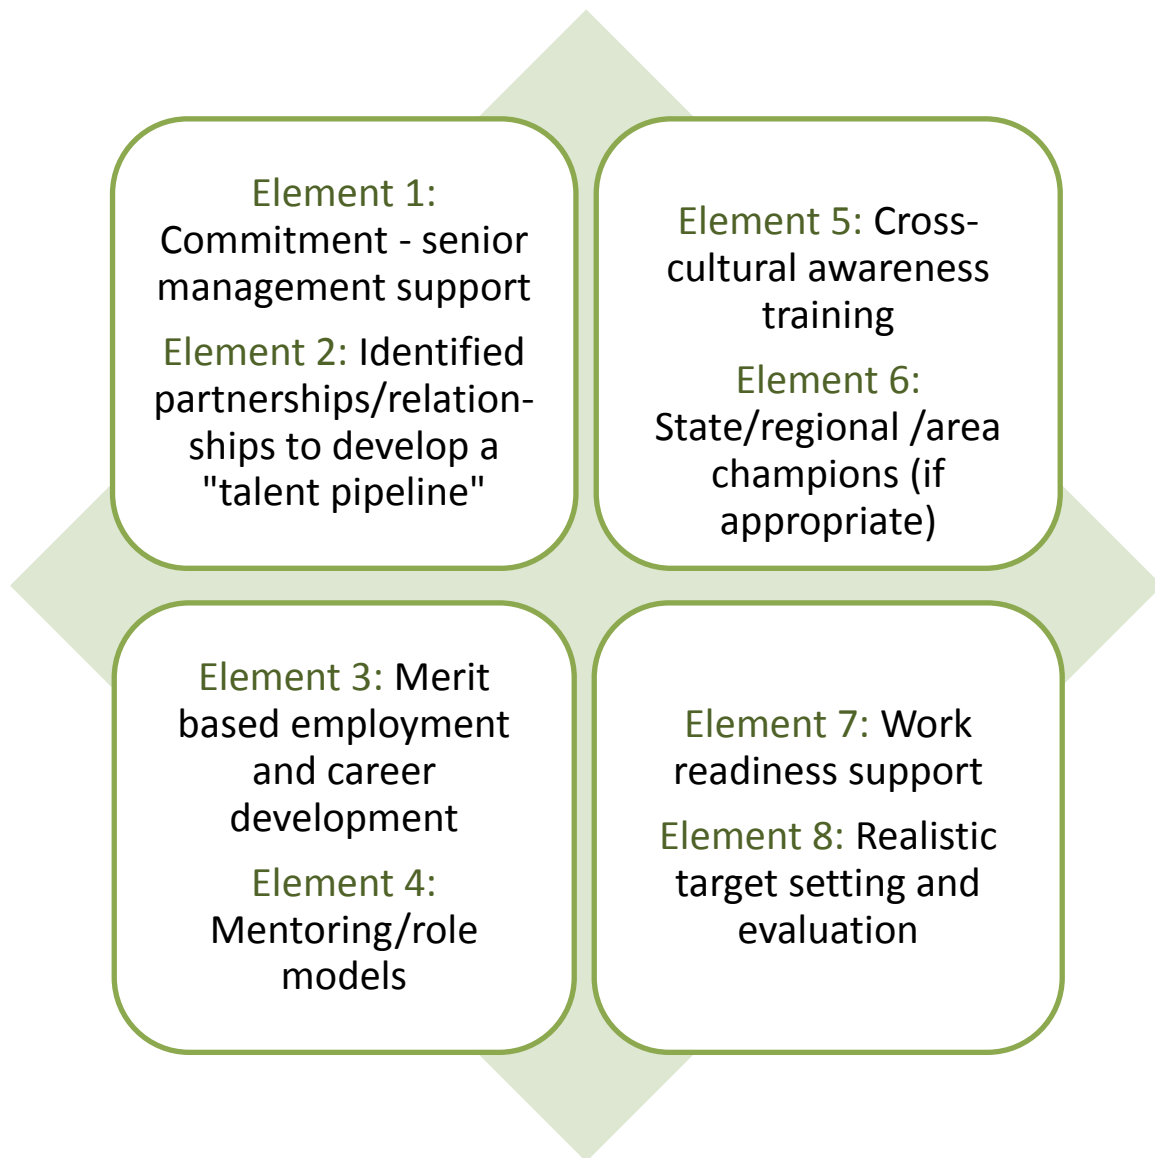 Element 1:
Commitment - senior
management support
Element 2: Identified
partnerships/relation-
ships to develop a
"talent pipeline"
Element 3: Merit
based employment
and career
development
Element 4:
Mentoring/role
models
Element 5: Cross-
cultural awareness
training
Element 6:
State/regional /area
champions (if
appropriate)
Element 7: Work
readiness support
Element 8: Realistic
target setting and
evaluation